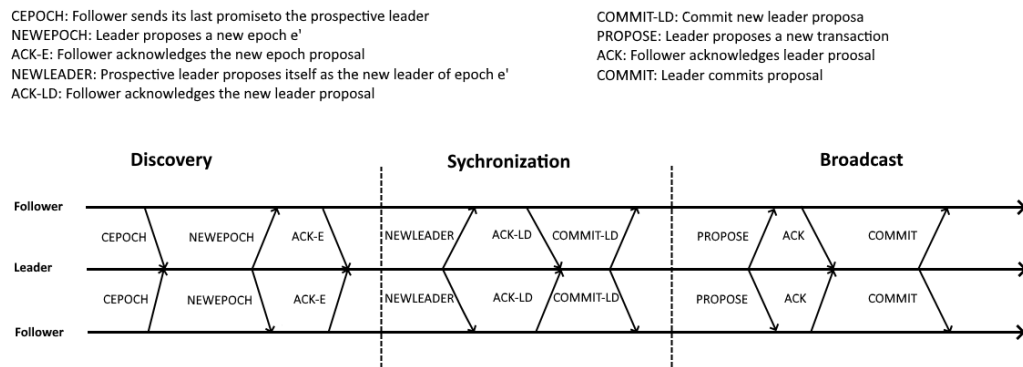 CEPOCH: Follower sends its last promiseto the prospective leader
NEWEPOCH: Leader proposes a new epoch e'
ACK-E: Follower acknowledges the new epoch proposal
NEWLEADER: Prospective leader proposes itself as the new leader of epoch e'
ACK-LD: Follower acknowledges the new leader proposal
COMMIT-LD: Commit new leader proposa
PROPOSE: Leader proposes a new transaction
ACK: Follower acknowledges leader proosal
COMMIT: Leader commits proposal
Discovery
Sychronization
Broadcast
Follower
CEPOCH
NEWEPOCH
ACK-E
NEWLEADER
ACK-LD
COMMIT-LD
PROPOSE
ACK
COMMIT
Leader
CEPOCH
NEWEPOCH
ACK-E
NEWLEADER
ACK-LD
COMMIT-LD
PROPOSE
ACK
COMMIT
Follower